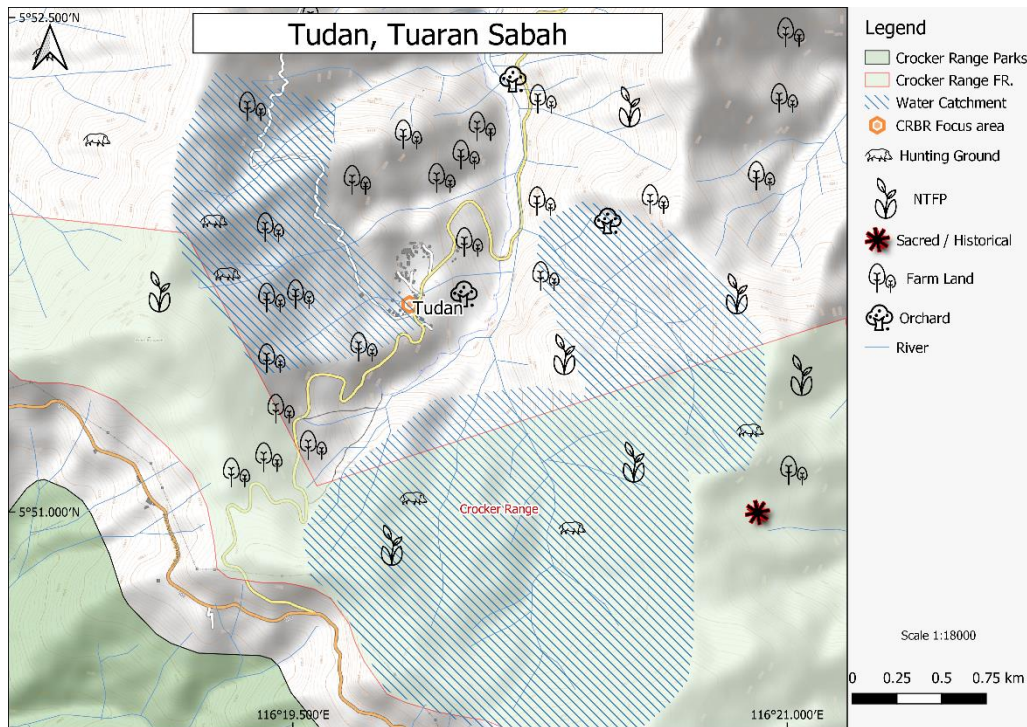 Tudan, Tuaran Sabah
5°52.500'N
Tudan
5°51.000'N
Crocker Range
116°19.500'E
116°21.000'E
Legend
Crocker Range Parks
Crocker Range FR.
Water Catchment
CRBR Focus area
Hunting Ground
NTFP
Sacred / Historical
Farm Land
Orchard
River
Scale 1:18000
0 0.25 0.5 0.75 km